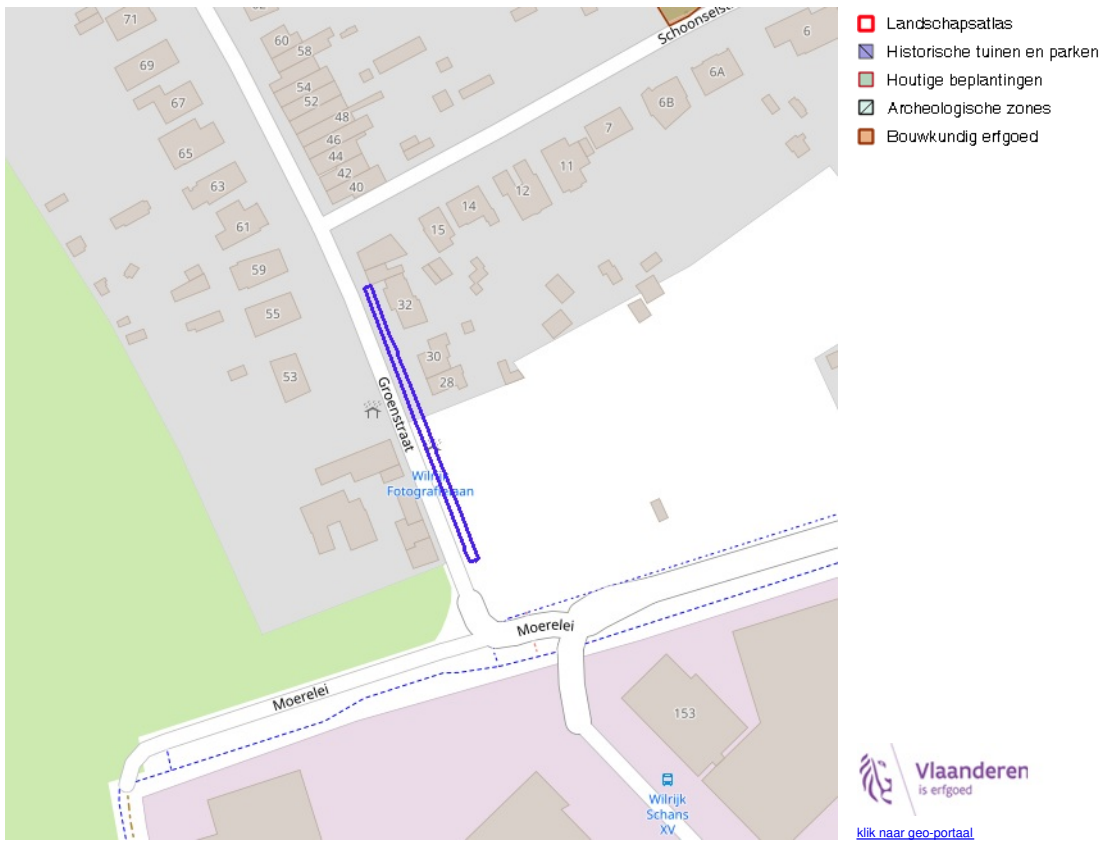 71
62
60
58
69
54
52
67
48
46
65
44
42
40
63
61
59
55
53
Schoonsels
6
6A
6B
7
11
12
14
15
32
30
28
Groenstraat
Wilrijk
Fotografielaan
Moerelei
Moerelei
153
Wilrijk
Schans
XV
Landschapsatlas
Historische tuinen en parken
Houtige beplantingen
Archeologische zones
Bouwkundig erfgoed
Vlaanderen
is erfgoed
klik naar geo-portaal